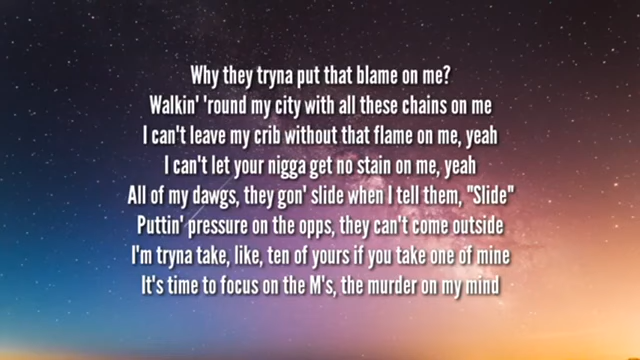 Why they tryna put that blame on me?
Walkin' 'round my city with all these chains on me
I can't leave my crib without that flame on me, yeah
I can't let your nigga get no stain on me, yeah
All of my dawgs, they gon' slide when I tell them, "Slide"
Puttin' pressure on the opps, they can't come outside
I'm tryna take, like, ten of yours if you take one of mine
It's time to focus on the M's, the murder on my mind